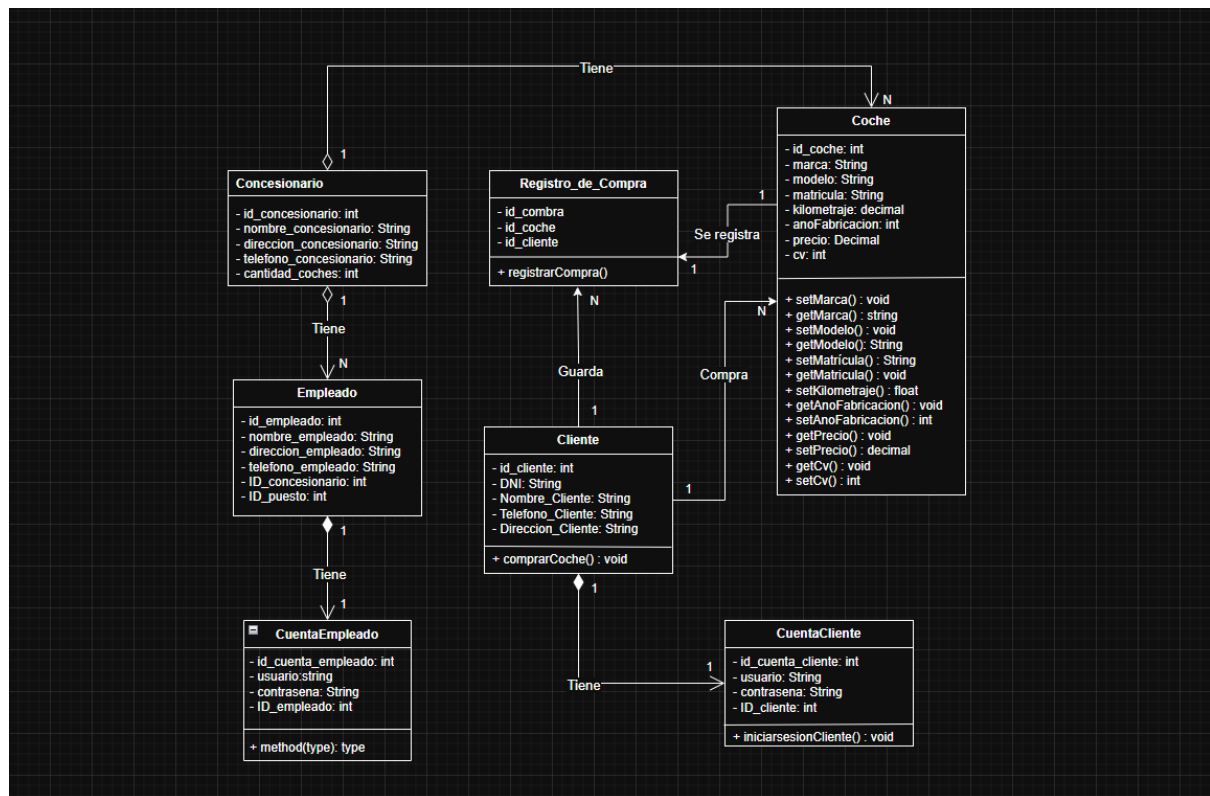 Tiene
1
N
Coche
- id_coche: int
- marca: String
- modelo: String
- matricula: String
- kilometraje: decimal
- anoFabricacion: int
- precio: Decimal
- cv: int
+ setMarca() : void
+ getMarca() : string
+ setModelo() : void
+ getModelo(): String
+ setMatrícula() : String
+ getMatricula() : void
+ setKilometraje() : float
+ getAnoFabricacion() : void
+ setAnoFabricacion() : int
+ getPrecio() : void
+ setPrecio() : decimal
+ getCv() : void
+ setCv() : int
Concesionario
- id_concesionario: int
- nombre_concesionario: String
- direccion_concesionario: String
- telefono_concesionario: String
- cantidad_coches: int
Registro_de_Compra
- id_combra
- id_coche
- id_cliente
+ registrarCompra()
1
Se registra
1
1
Tiene
N
N
Guarda
1
N
Compra
1
Empleado
- id_empleado: int
- nombre_empleado: String
- direccion_empleado: String
- telefono_empleado: String
- ID_concesionario: int
- ID_puesto: int
Cliente
- id_cliente: int
- DNI: String
- Nombre_Cliente: String
- Telefono_Cliente: String
- Direccion_Cliente: String
+ comprarCoche() : void
1
Tiene
1
1
Tiene
1
CuentaEmpleado
- id_cuenta_empleado: int
- usuario:string
- contrasena: String
- ID_empleado: int
+ method(type): type
CuentaCliente
- id_cuenta_cliente: int
- usuario: String
- contrasena: String
- ID_cliente: int
+ iniciarsesionCliente() : void